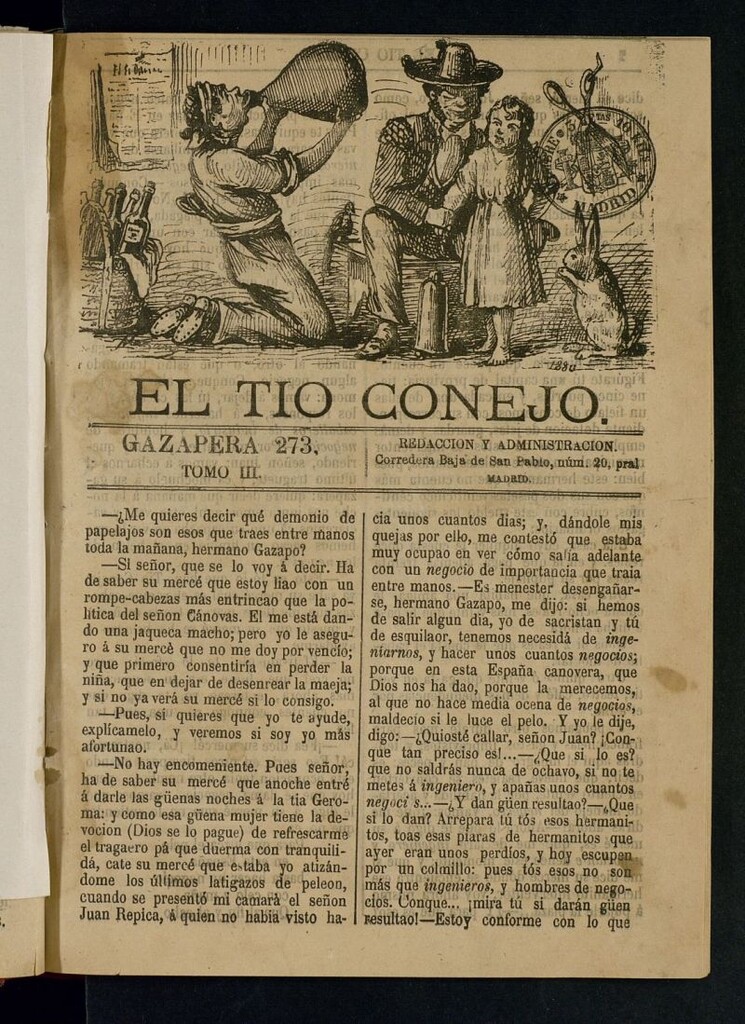 MADRID
1880
EL TIO CONEJO.
GAZAPERA 273,
TOMO III.
REDACCION Y ADMINISTRACION.
Corredera Baja de San Pablo, núm. 20, pral
MADRID.
—¿Me quieres decir qué demonio de
papelajos son esos que traes entre manos
toda la mañana, hermano Gazapo?
—Si señor, que se lo voy á decir. Ha
de saber su mercé que estoy liao con un
rompe-cabezas más entrincao que la po-
lítica del señon Cánovas. El me está dan-
do una jaqueca macho; pero yo le asegu-
ro á su mercè que no me doy por vencío;
y que primero consentiría en perder la
niña, que en dejar de desenrear la maeja;
y si no ya verá su mercé si lo consigo.
—Pues, si quieres que yo te ayude,
explícamelo, y veremos si soy yo más
afortunao.
—No hay encomeniente. Pues señor,
ha de saber su mercé que anoche entré
á darle las güenas noches á la tia Gero-
ma: y como esa güena mujer tiene la de-
vocion (Dios se lo pague) de refrescarme
el tragaero pá que duerma con tranquili-
dá, cate su mercé que estaba yo atizán-
dome los últimos latigazos de peleon,
cuando se presentó mi camará el señon
Juan Repica, á quien no habia visto ha-
cia unos cuantos dias; y, dándole mis
quejas por ello, me contestó que estaba
muy ocupao en ver cómo salía adelante
con un negocio de importancia que traia
entre manos.—Es menester desengañar-
se, hermano Gazapo, me dijo: si hemos
de salir algun dia, yo de sacristan y tú
de esquilaor, tenemos necesidá de inge-
niarnos, y hacer unos cuantos negocios;
porque en esta España canovera, que
Dios nos ha dao, porque la merecemos,
al que no hace media ocena de negocios,
maldecío si le luce el pelo. Y yo le dije,
digo:—¿Quiosté callar, señon Juan? ¡Con-
que tan preciso es!...—¿Que si lo es?
que no saldrás nunca de ochavo, si no te
metes á ingeniero, y apañas unos cuantos
negoci s...—¿Y dan güen resultao?—¿Que
si lo dan? Arrepara tú tós esos hermani-
tos, toas esas piaras de hermanitos que
ayer eran unos perdíos, y hoy escupen
por un colmillo: pues tós esos no son
más que ingenieros, y hombres de nego-
cios. Conque... ¡mira tú si darán güen
resultao!—Estoy conforme con lo que